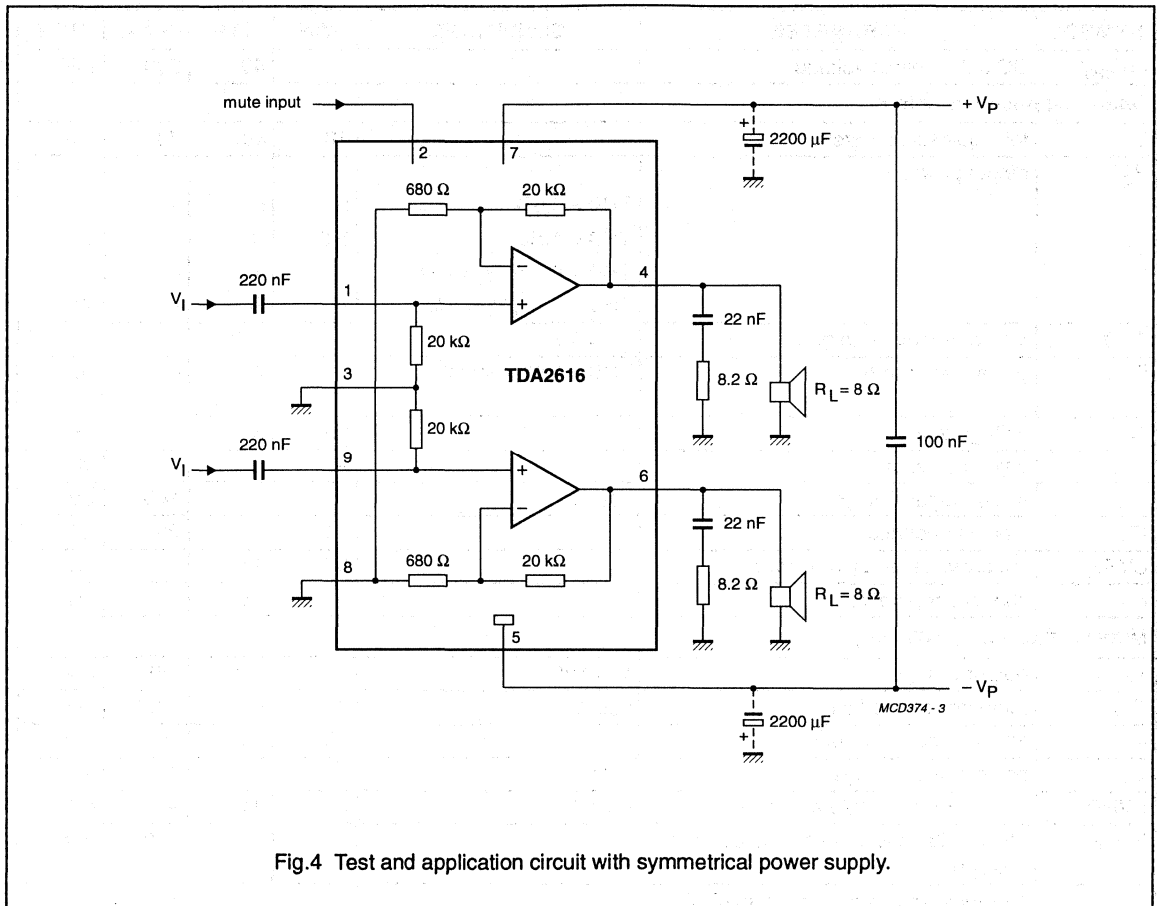 mute input
+ VP
+
2200 µF
2
7
680 Ω
20 kΩ
−
220 nF
4
VI
1
+
22 nF
20 kΩ
TDA2616
3
8.2 Ω
RL = 8 Ω
20 kΩ
220 nF
100 nF
VI
9
+
6
−
22 nF
680 Ω
20 kΩ
8
8.2 Ω
RL = 8 Ω
5
− VP
MCD374 - 3
2200 µF
+
Fig.4 Test and application circuit with symmetrical power supply.